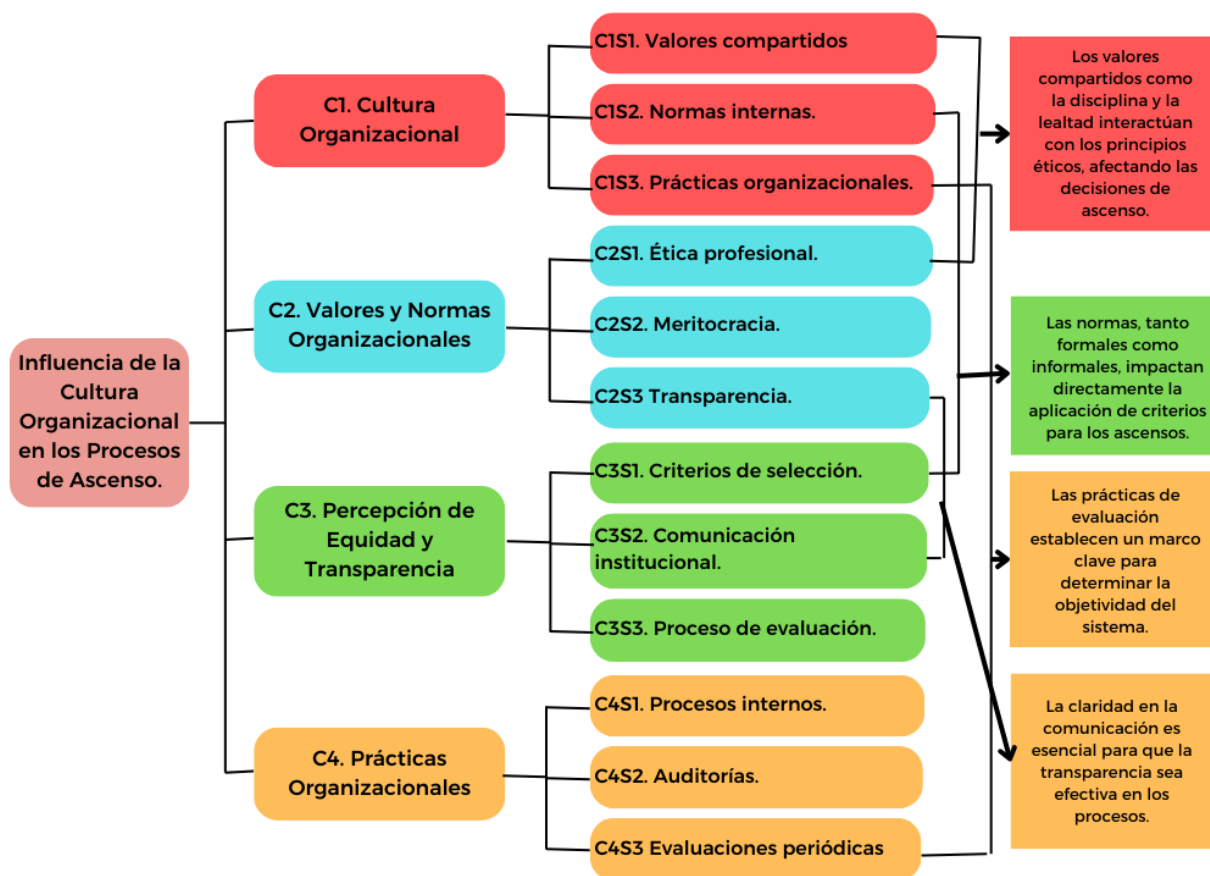 Influencia de la
Cultura
Organizacional
en los Procesos
de Ascenso.
C1. Cultura
Organizacional
C1S1. Valores compartidos
C1S2. Normas internas.
C1S3. Prácticas organizacionales.
C2. Valores y Normas
Organizacionales
C2S1. Ética profesional.
C2S2. Meritocracia.
C2S3 Transparencia.
C3. Percepción de
Equidad y
Transparencia
C3S1. Criterios de selección.
C3S2. Comunicación
institucional.
C3S3. Proceso de evaluación.
C4. Prácticas
Organizacionales
C4S1. Procesos internos.
C4S2. Auditorías.
C4S3 Evaluaciones periódicas
Los valores
compartidos como
la disciplina y la
lealtad interactúan
con los principios
éticos, afectando las
decisiones de
ascenso.
Las normas, tanto
formales como
informales, impactan
directamente la
aplicación de criterios
para los ascensos.
Las prácticas de
evaluación
establecen un marco
clave para
determinar la
objetividad del
sistema.
La claridad en la
comunicación es
esencial para que la
transparencia sea
efectiva en los
procesos.